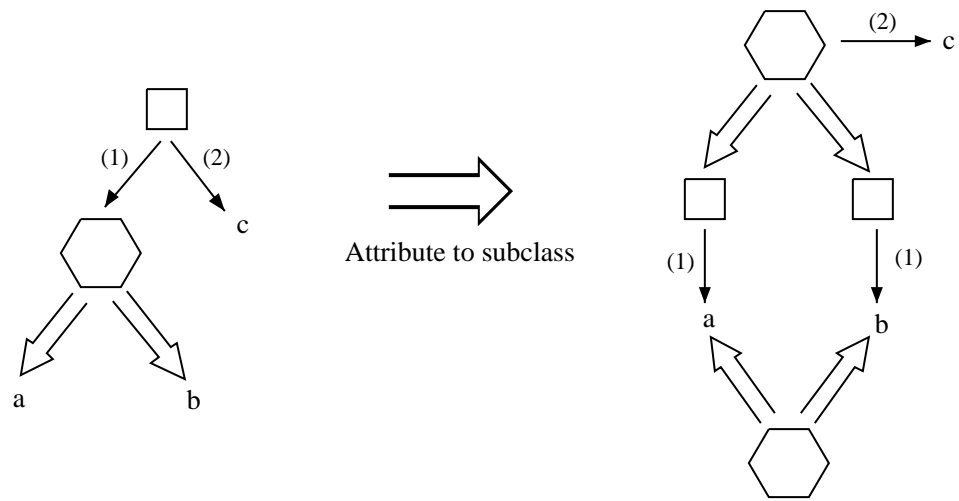 (1)
(2)
c
a
b
Attribute to subclass
(2)
c
(1)
(1)
a
b